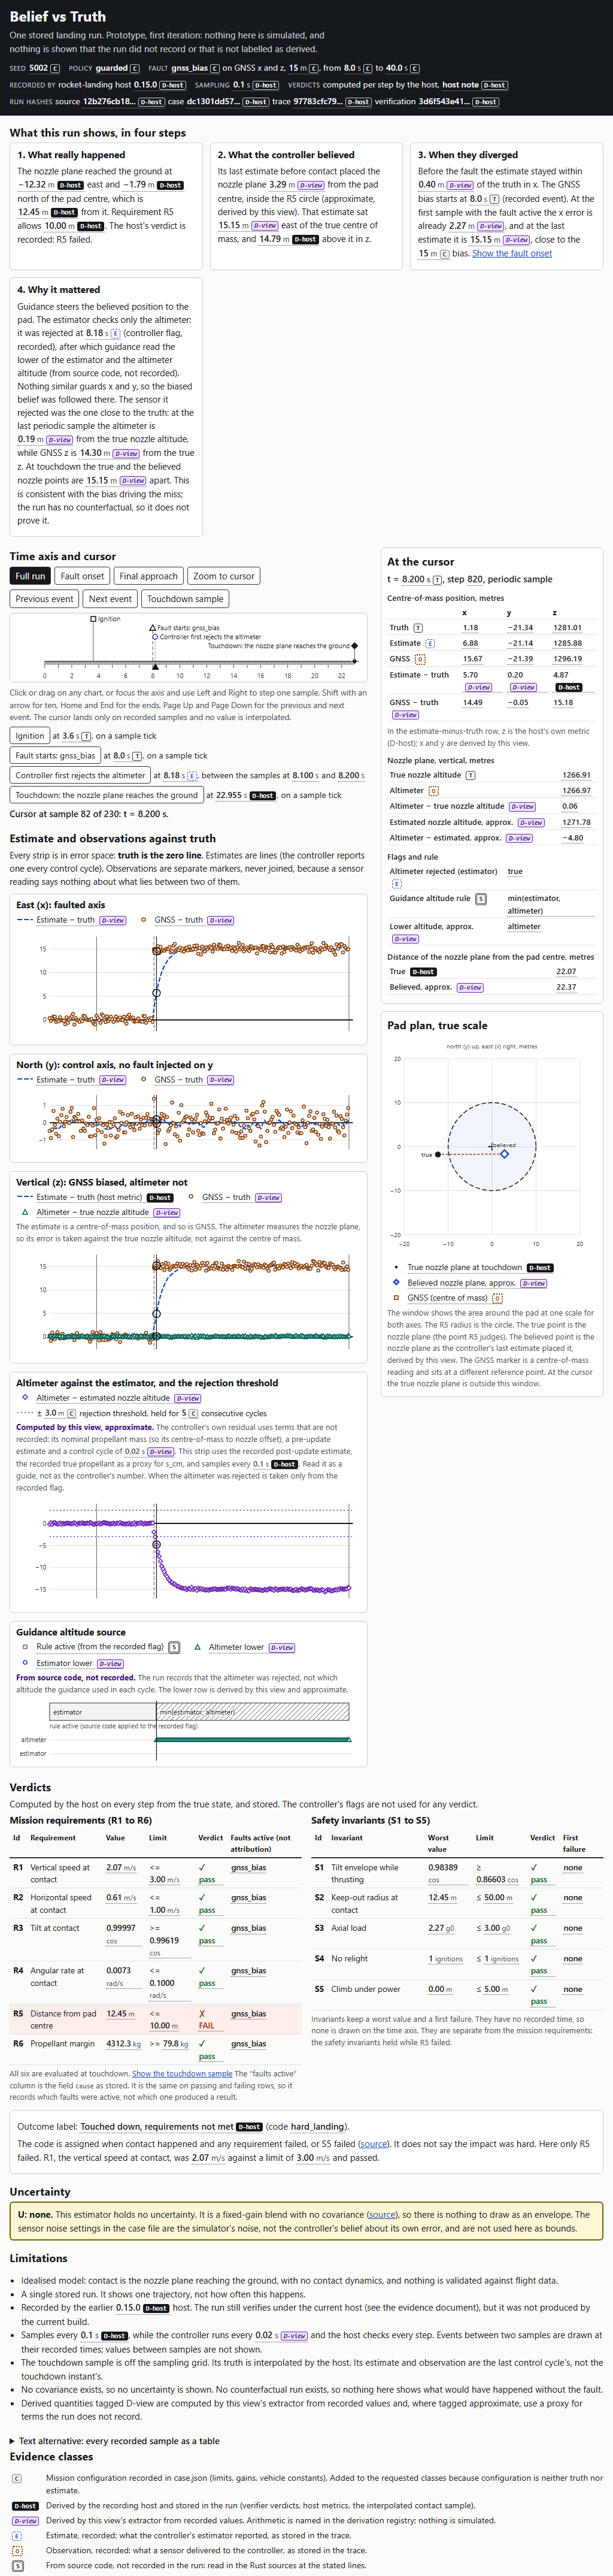 Belief vs Truth
One stored landing run. Prototype, first iteration: nothing here is simulated, and
nothing is shown that the run did not record or that is not labelled as derived.
SEED 5002 C POLICY guarded C FAULT gnss_bias C on GNSS x and z, 15 m C, from 8.0 s C to 40.0 s C
RECORDED BY rocket-landing host 0.15.0 D-host SAMPLING 0.1 s D-host VERDICTS computed per step by the host, host note D-host
RUN HASHES source 12b276cb18... D-host case dc1301dd57... D-host trace 97783cfc79... D-host verification 3d6f543e41... D-host
What this run shows, in four steps
1. What really happened
The nozzle plane reached the ground at
−12.32 m D-host east and −1.79 m D-host
north of the pad centre, which is
12.45 m D-host from it. Requirement R5
allows 10.00 m D-host. The host's verdict is
recorded: R5 failed.
2. What the controller believed
Its last estimate before contact placed the
nozzle plane 3.29 m D-view from the pad
centre, inside the R5 circle (approximate,
derived by this view). That estimate sat
15.15 m D-view east of the true centre of
mass, and 14.79 m D-host above it in z.
3. When they diverged
Before the fault the estimate stayed within
0.40 m D-view of the truth in x. The GNSS
bias starts at 8.0 s T (recorded event). At the
first sample with the fault active the x error is
already 2.27 m D-view, and at the last
estimate it is 15.15 m D-view, close to the
15 m C bias. Show the fault onset
4. Why it mattered
Guidance steers the believed position to the
pad. The estimator checks only the altimeter:
it was rejected at 8.18 s E (controller flag,
recorded), after which guidance read the
lower of the estimator and the altimeter
altitude (from source code, not recorded).
Nothing similar guards x and y, so the biased
belief was followed there. The sensor it
rejected was the one close to the truth: at the
last periodic sample the altimeter is
0.19 m D-view from the true nozzle altitude,
while GNSS z is 14.30 m D-view from the true
z. At touchdown the true and the believed
nozzle points are 15.15 m D-view apart. This
is consistent with the bias driving the miss;
the run has no counterfactual, so it does not
prove it.
Time axis and cursor
Full run Fault onset Final approach Zoom to cursor
Previous event Next event Touchdown sample
Ignition
Fault starts: gnss_bias
Controller first rejects the altimeter
Touchdown: the nozzle plane reaches the ground
0 2 4 6 8 10 12 14 16 18 20 22
Click or drag on any chart, or focus the axis and use Left and Right to step one sample, Shift with an
arrow for ten, Home and End for the ends, Page Up and Page Down for the previous and next
event. The cursor lands only on recorded samples and no value is interpolated.
Ignition at 3.6 s T, on a sample tick
Fault starts: gnss_bias at 8.0 s T, on a sample tick
Controller first rejects the altimeter at 8.18 s E, between the samples at 8.100 s and 8.200 s
Touchdown: the nozzle plane reaches the ground at 22.955 s D-host, on a sample tick
Cursor at sample 82 of 230: t = 8.200 s.
Estimate and observations against truth
Every strip is in error space: truth is the zero line. Estimates are lines (the controller reports
one every control cycle). Observations are separate markers, never joined, because a sensor
reading says nothing about what lies between two of them.
East (x): faulted axis
Estimate − truth D-view GNSS − truth D-view
15
10
5
0
North (y): control axis, no fault injected on y
Estimate − truth D-view GNSS − truth D-view
1
0
−1
Vertical (z): GNSS biased, altimeter not
Estimate − truth (host metric) D-host GNSS − truth D-view
Altimeter − true nozzle altitude D-view
The estimate is a centre-of-mass position, and so is GNSS. The altimeter measures the nozzle plane,
so its error is taken against the true nozzle altitude, not against the centre of mass.
15
10
5
0
Altimeter against the estimator, and the rejection threshold
Altimeter − estimated nozzle altitude D-view
± 3.0 m C rejection threshold, held for 5 C consecutive cycles
Computed by this view, approximate. The controller's own residual uses terms that are not
recorded: its nominal propellant mass (so its centre-of-mass to nozzle offset), a pre-update
estimate and a control cycle of 0.02 s D-view. This strip uses the recorded post-update estimate,
the recorded true propellant as a proxy for s_cm, and samples every 0.1 s D-host. Read it as a
guide, not as the controller's number. When the altimeter was rejected is taken only from the
recorded flag.
0
−5
−10
−15
Guidance altitude source
Rule active (from the recorded flag) S Altimeter lower D-view
Estimator lower D-view
From source code, not recorded. The run records that the altimeter was rejected, not which
altitude the guidance used in each cycle. The lower row is derived by this view and approximate.
estimator min(estimator, altimeter)
rule active (source code applied to the recorded flag)
altimeter
estimator
At the cursor
t = 8.200 s T, step 820, periodic sample
Centre-of-mass position, metres
x y z
Truth T 1.18 −21.34 1281.01
Estimate E 6.88 −21.14 1285.88
GNSS O 15.67 −21.39 1296.19
Estimate − truth 5.70 D-view 0.20 D-view 4.87 D-host
GNSS − truth D-view 14.49 −0.05 15.18
In the estimate-minus-truth row, z is the host's own metric
(D-host); x and y are derived by this view.
Nozzle plane, vertical, metres
True nozzle altitude T 1266.91
Altimeter O 1266.97
Altimeter − true nozzle altitude D-view 0.06
Estimated nozzle altitude, approx. D-view 1271.78
Altimeter − estimated, approx. D-view −4.80
Flags and rule
Altimeter rejected (estimator) E true
Guidance altitude rule S min(estimator, altimeter)
Lower altitude, approx. D-view altimeter
Distance of the nozzle plane from the pad centre, metres
True D-host 22.07
Believed, approx. D-view 22.37
Pad plan, true scale
north (y) up, east (x) right, metres
20
10
0
−10
−20
true
believed
−20 −10 0 10 20
True nozzle plane at touchdown D-host
Believed nozzle plane, approx. D-view
GNSS (centre of mass) O
The window shows the area around the pad at one scale for
both axes. The R5 radius is the circle. The true point is the
nozzle plane (the point R5 judges). The believed point is the
nozzle plane as the controller's last estimate placed it,
derived by this view. The GNSS marker is a centre-of-mass
reading and sits at a different reference point. At the cursor
the true nozzle plane is outside this window.
Verdicts
Computed by the host on every step from the true state, and stored. The controller's flags are not used for any verdict.
Mission requirements (R1 to R6)
Id Requirement Value Limit Verdict Faults active (not attribution)
R1 Vertical speed at contact 2.07 m/s <= 3.00 m/s ✓ pass gnss_bias
R2 Horizontal speed at contact 0.61 m/s <= 1.00 m/s ✓ pass gnss_bias
R3 Tilt at contact 0.99997 cos >= 0.99619 cos ✓ pass gnss_bias
R4 Angular rate at contact 0.0073 rad/s <= 0.1000 rad/s ✓ pass gnss_bias
R5 Distance from pad centre 12.45 m <= 10.00 m ✗ FAIL gnss_bias
R6 Propellant margin 4312.3 kg >= 79.8 kg ✓ pass gnss_bias
All six are evaluated at touchdown. Show the touchdown sample The "faults active"
column is the field cause as stored. It is the same on passing and failing rows, so it
records which faults were active, not which one produced a result.
Safety invariants (S1 to S5)
Id Invariant Worst value Limit Verdict First failure
S1 Tilt envelope while thrusting 0.98389 cos ≥ 0.86603 cos ✓ pass none
S2 Keep-out radius at contact 12.45 m ≤ 50.00 m ✓ pass none
S3 Axial load 2.27 g0 ≤ 3.00 g0 ✓ pass none
S4 No relight 1 ignitions ≤ 1 ignitions ✓ pass none
S5 Climb under power 0.00 m ≤ 5.00 m ✓ pass none
Invariants keep a worst value and a first failure. They have no recorded time, so
none is drawn on the time axis. They are separate from the mission requirements:
the safety invariants held while R5 failed.
Outcome label: Touched down, requirements not met D-host (code hard_landing).
The code is assigned when contact happened and any requirement failed, or S5 failed (source). It does not say the impact was hard. Here only R5
failed. R1, the vertical speed at contact, was 2.07 m/s against a limit of 3.00 m/s and passed.
Uncertainty
U: none. This estimator holds no uncertainty. It is a fixed-gain blend with no covariance (source), so there is nothing to draw as an envelope. The
sensor noise settings in the case file are the simulator's noise, not the controller's belief about its own error, and are not used here as bounds.
Limitations
• Idealised model: contact is the nozzle plane reaching the ground, with no contact dynamics, and nothing is validated against flight data.
• A single stored run. It shows one trajectory, not how often this happens.
• Recorded by the earlier 0.15.0 D-host host. The run still verifies under the current host (see the evidence document), but it was not produced by
the current build.
• Samples every 0.1 s D-host, while the controller runs every 0.02 s D-view and the host checks every step. Events between two samples are drawn at
their recorded times; values between samples are not shown.
• The touchdown sample is off the sampling grid. Its truth is interpolated by the host. Its estimate and observation are the last control cycle's, not the
touchdown instant's.
• No covariance exists, so no uncertainty is shown. No counterfactual run exists, so nothing here shows what would have happened without the fault.
• Derived quantities tagged D-view are computed by this view's extractor from recorded values and, where tagged approximate, use a proxy for
terms the run does not record.
▶ Text alternative: every recorded sample as a table
Evidence classes
C Mission configuration recorded in case.json (limits, gains, vehicle constants). Added to the requested classes because configuration is neither truth nor
estimate.
D-host Derived by the recording host and stored in the run (verifier verdicts, host metrics, the interpolated contact sample).
D-view Derived by this view's extractor from recorded values. Arithmetic is named in the derivation registry; nothing is simulated.
E Estimate, recorded: what the controller's estimator reported, as stored in the trace.
O Observation, recorded: what a sensor delivered to the controller, as stored in the trace.
S From source code, not recorded in the run: read in the Rust sources at the stated lines.